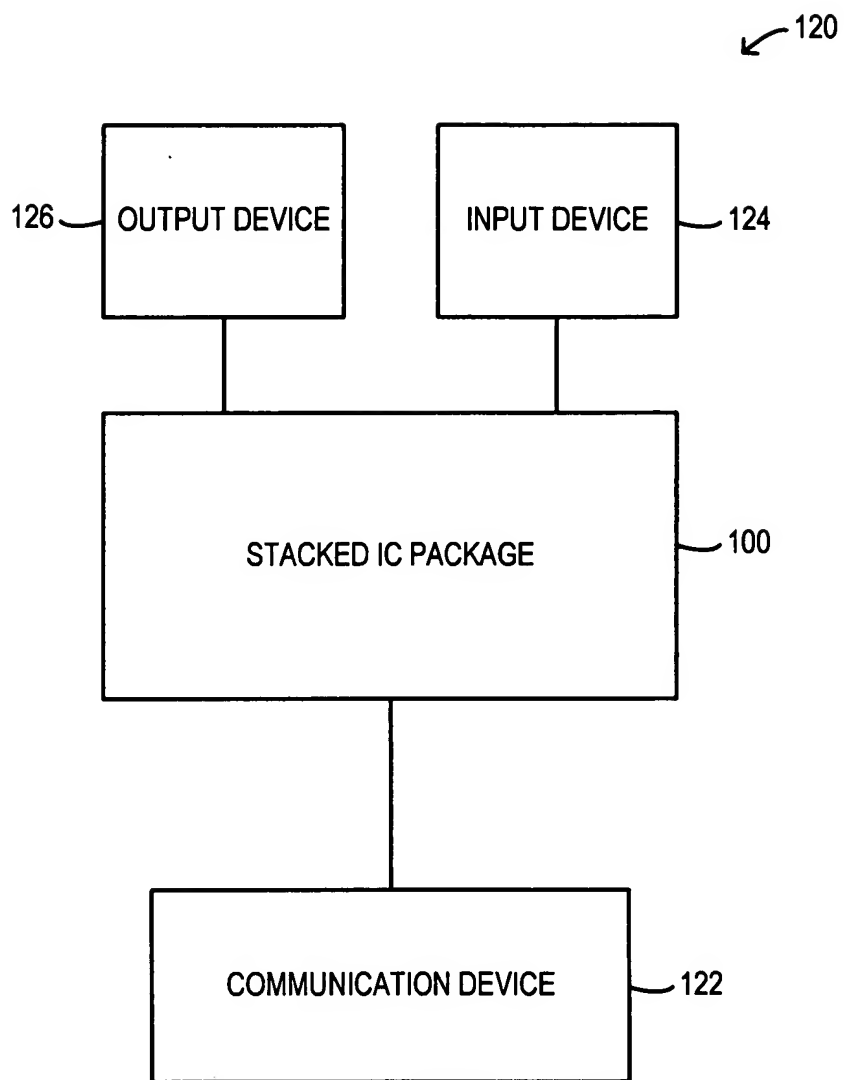 120
126
OUTPUT DEVICE
INPUT DEVICE
124
STACKED IC PACKAGE
100
COMMUNICATION DEVICE
122